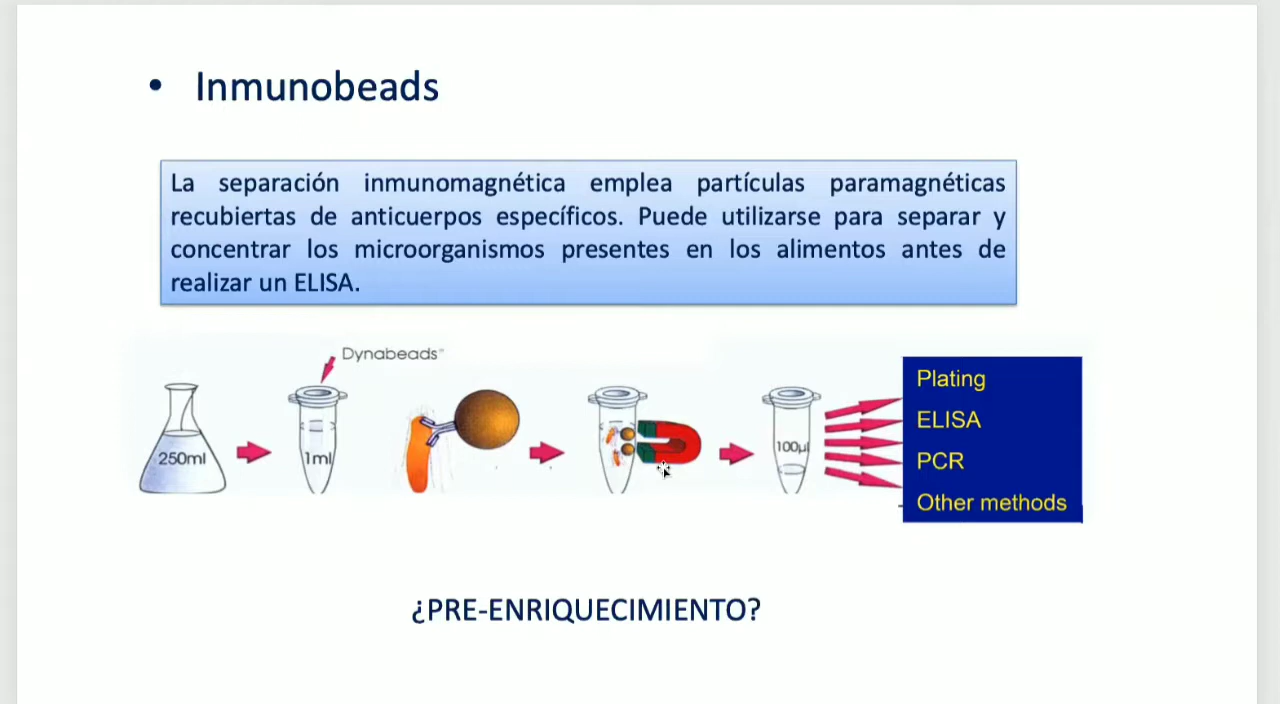 • Inmunobeads
La separación inmunomagnética emplea partículas paramagnéticas
recubiertas de anticuerpos específicos. Puede utilizarse para separar y
concentrar los microorganismos presentes en los alimentos antes de
realizar un ELISA.
Dynabeads™
250ml
1ml
100µl
Plating
ELISA
PCR
Other methods
¿PRE-ENRIQUECIMIENTO?